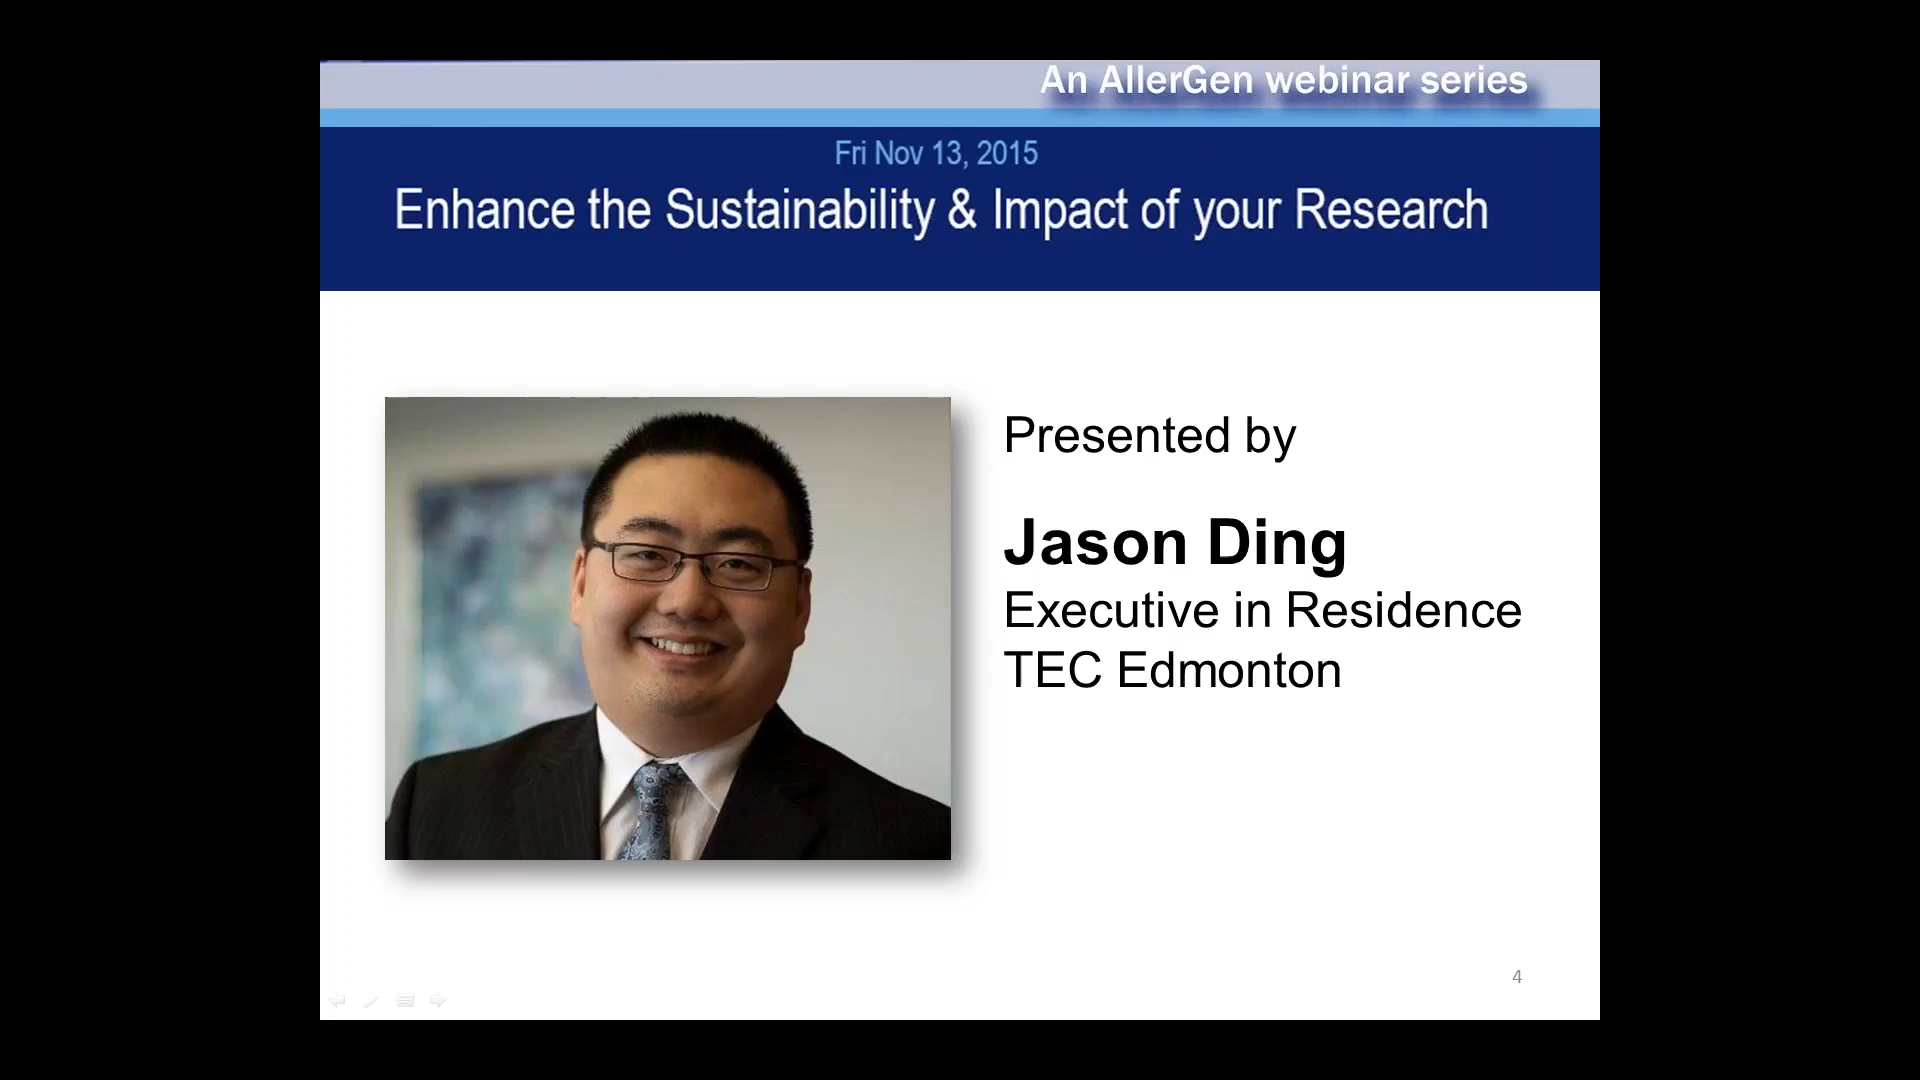 An AllerGen webinar series
Fri Nov 13, 2015
Enhance the Sustainability & Impact of your Research
Presented by
Jason Ding
Executive in Residence
TEC Edmonton
4